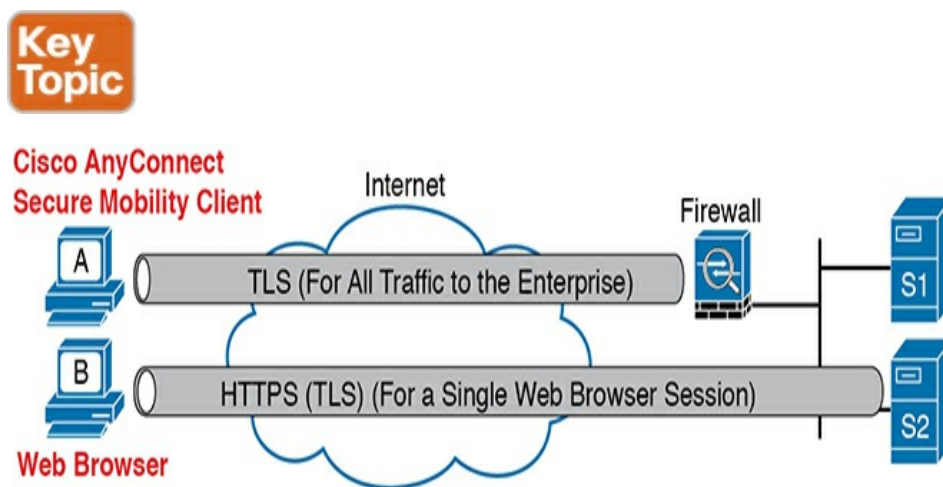 Key
Topic
Cisco AnyConnect
Secure Mobility Client
Internet
Firewall
A
TLS (For All Traffic to the Enterprise)
S1
B
HTTPS (TLS) (For a Single Web Browser Session)
S2
Web Browser